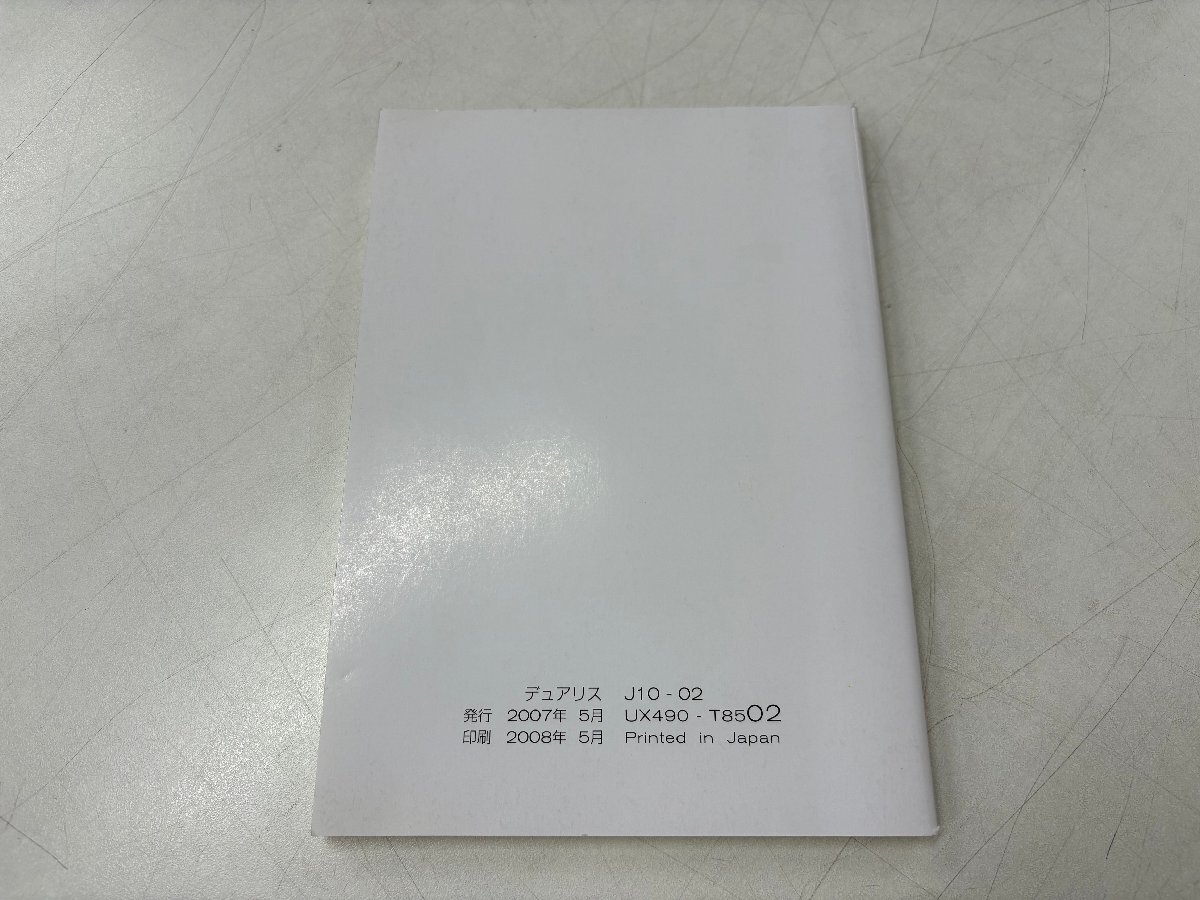 デュアリス J10 - 02
発行 2007年 5月 UX490 - T8502
印刷 2008年 5月 Printed in Japan